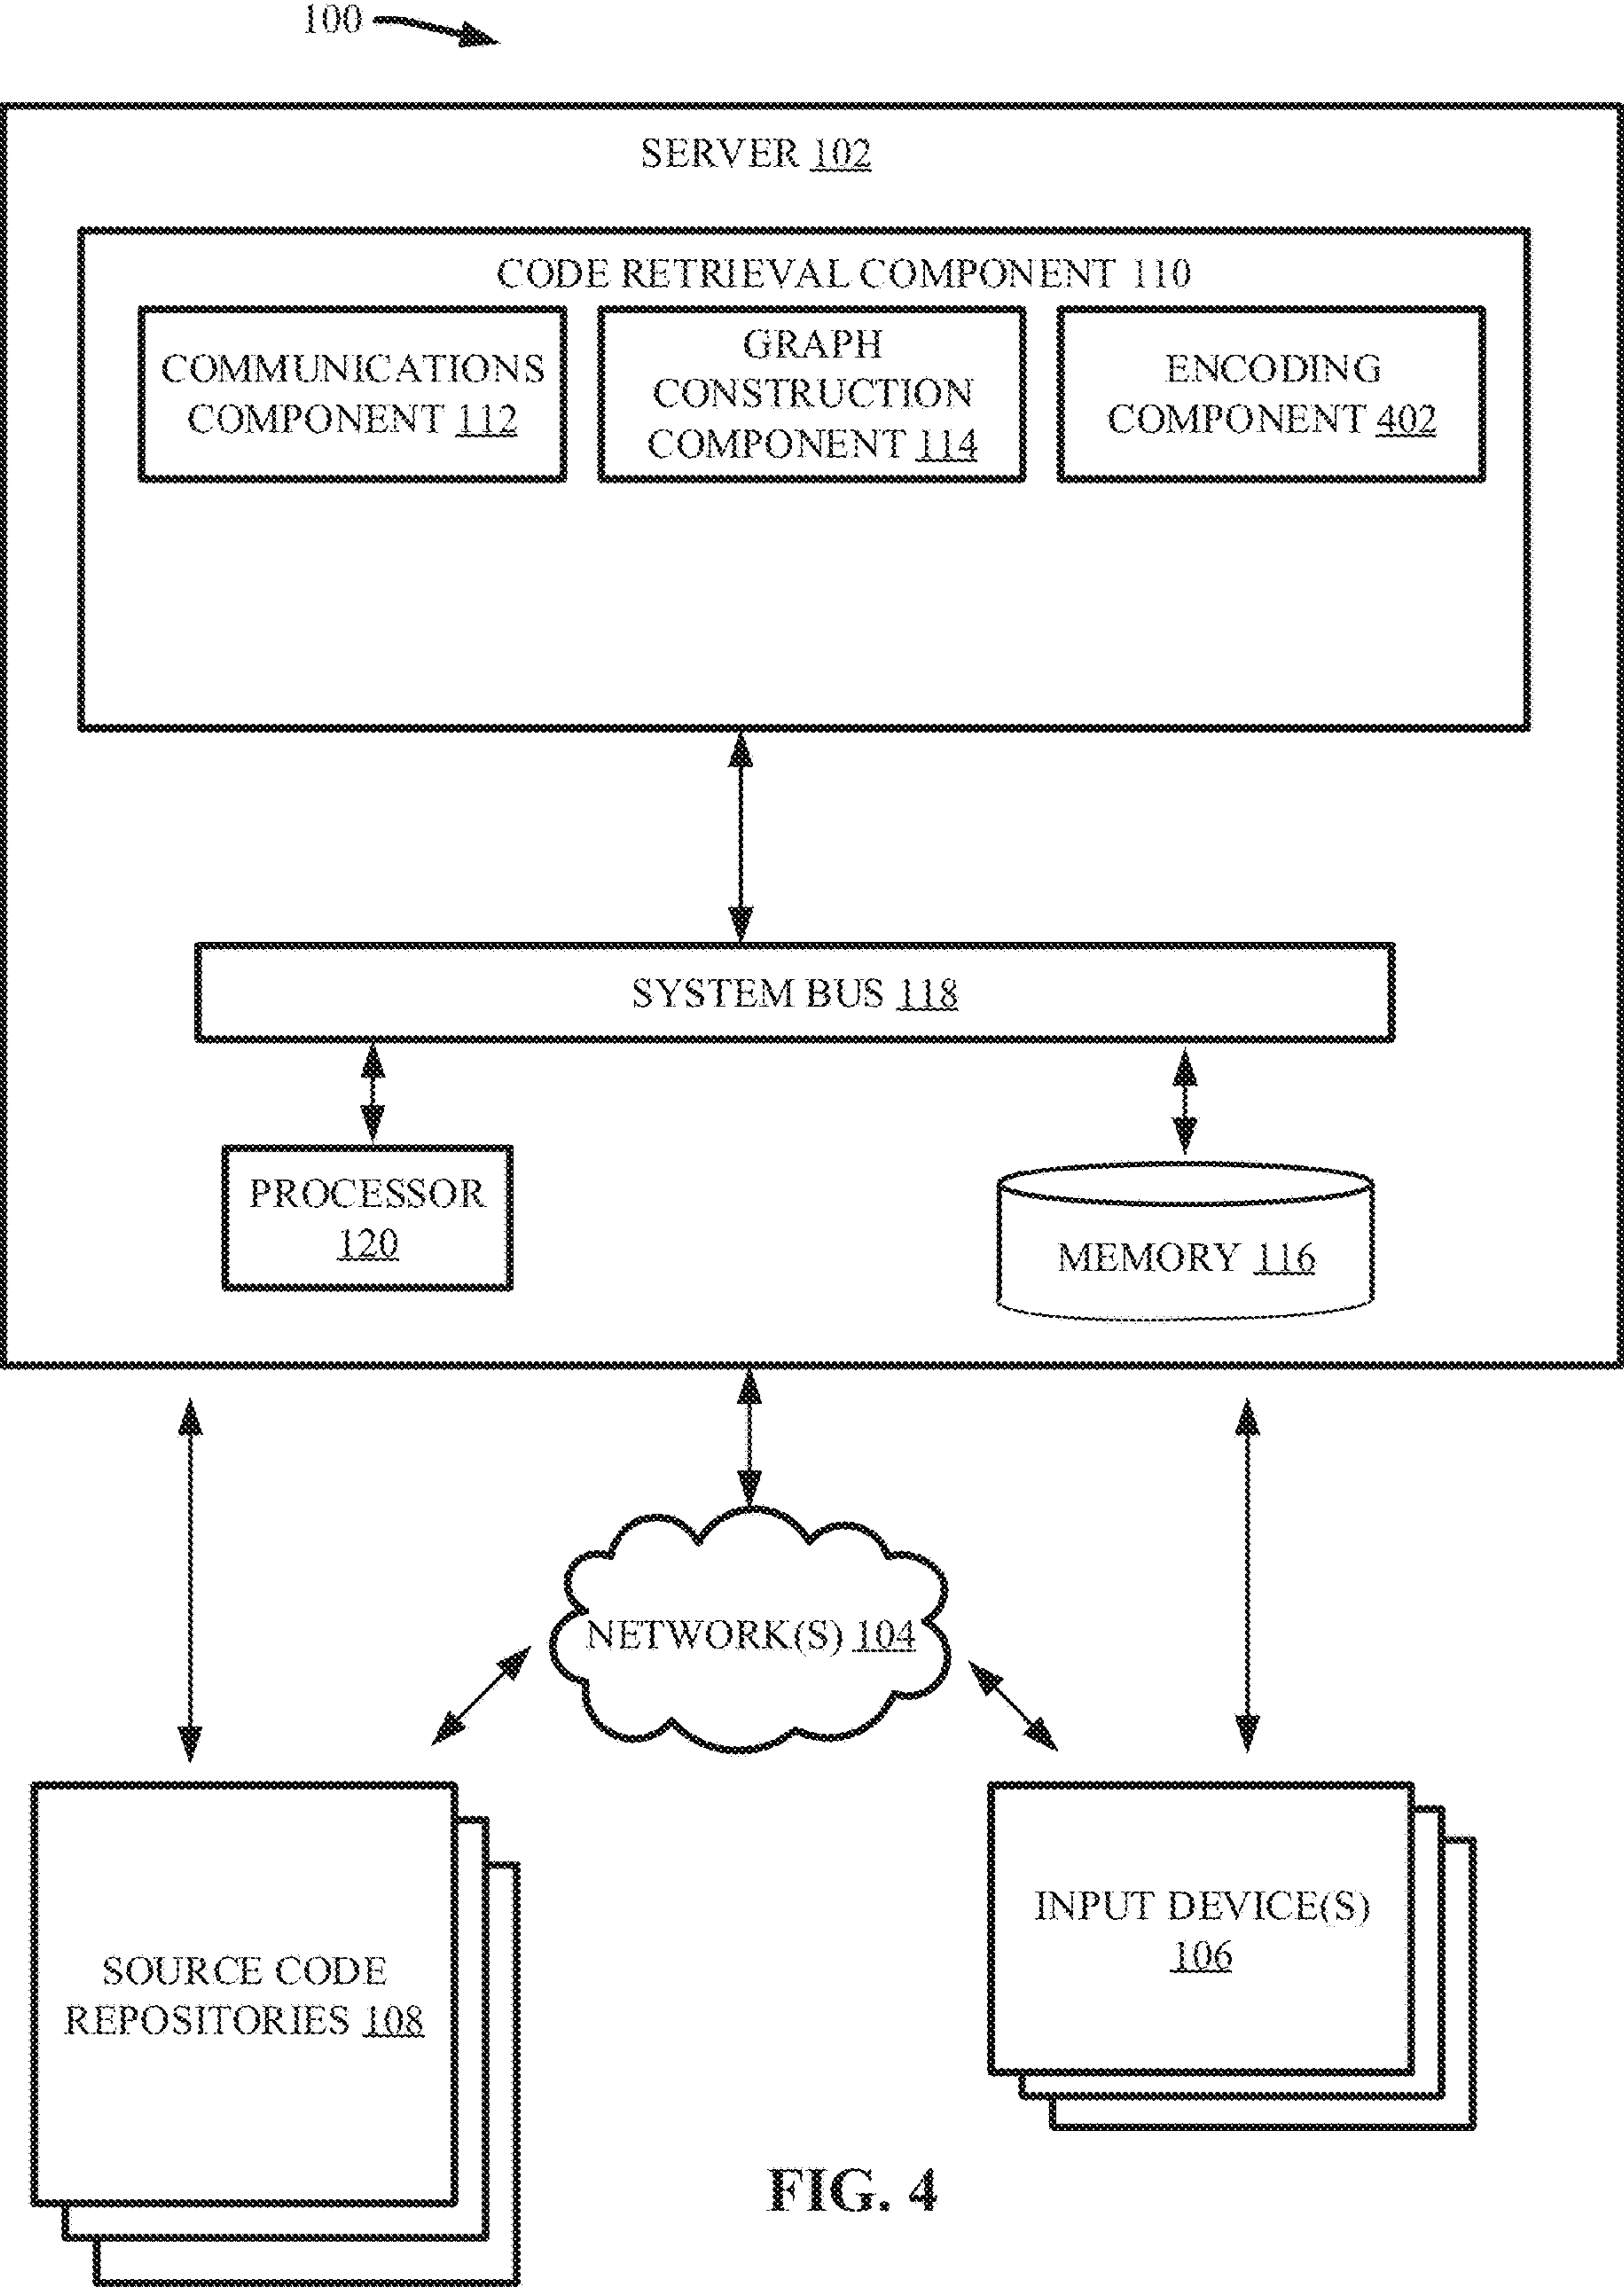 100
SERVER 102
CODE RETRIEVAL COMPONENT 110
COMMUNICATIONS
COMPONENT 112
GRAPH
CONSTRUCTION
COMPONENT 114
ENCODING
COMPONENT 402
SYSTEM BUS 118
PROCESSOR
120
MEMORY 116
NETWORK(S) 104
SOURCE CODE
REPOSITORIES 108
INPUT DEVICE(S)
106
FIG. 4